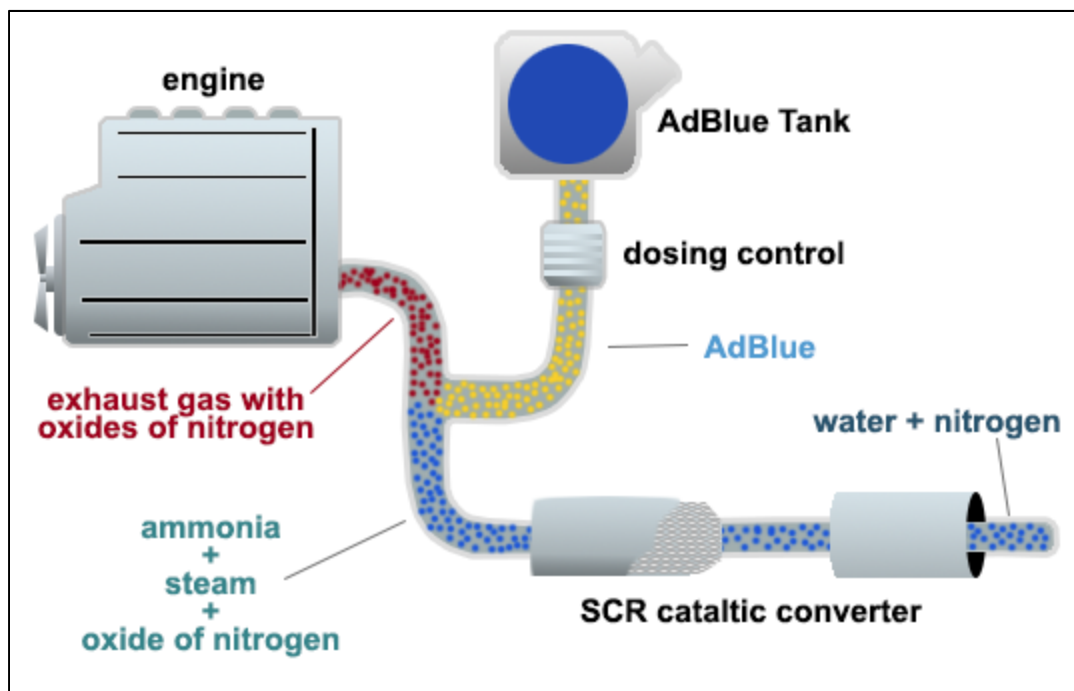 engine
AdBlue Tank
dosing control
AdBlue
exhaust gas with
oxides of nitrogen
water + nitrogen
ammonia
+
steam
+
oxide of nitrogen
SCR cataltic converter